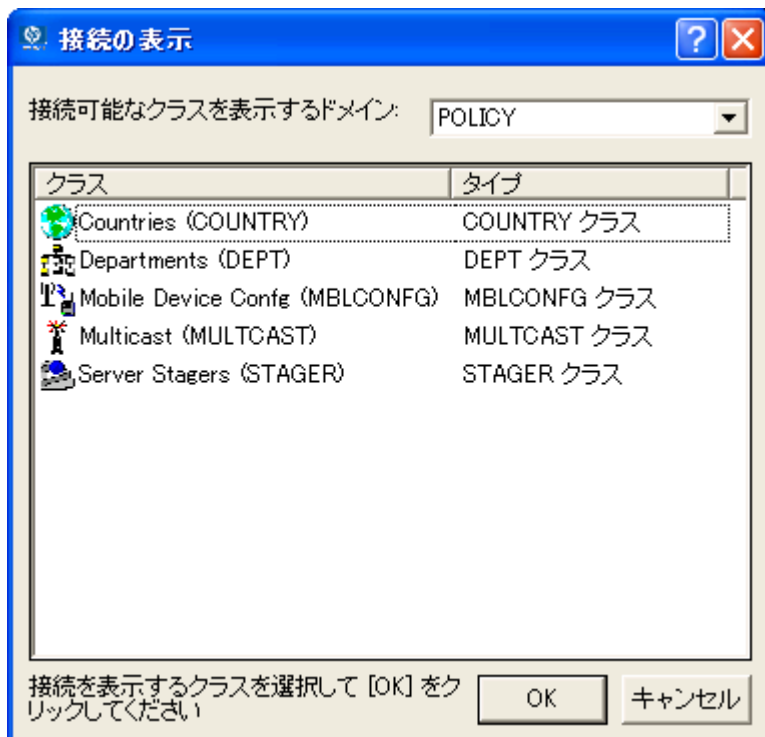 接続の表示
接続可能なクラスを表示するドメイン: POLICY
クラス タイプ
Countries (COUNTRY) COUNTRY クラス
Departments (DEPT) DEPT クラス
Mobile Device Confg (MBLCONFG) MBLCONFG クラス
Multicast (MULTCAST) MULTCAST クラス
Server Stagers (STAGER) STAGER クラス
接続を表示するクラスを選択して [OK] をク
リックしてください
OK キャンセル